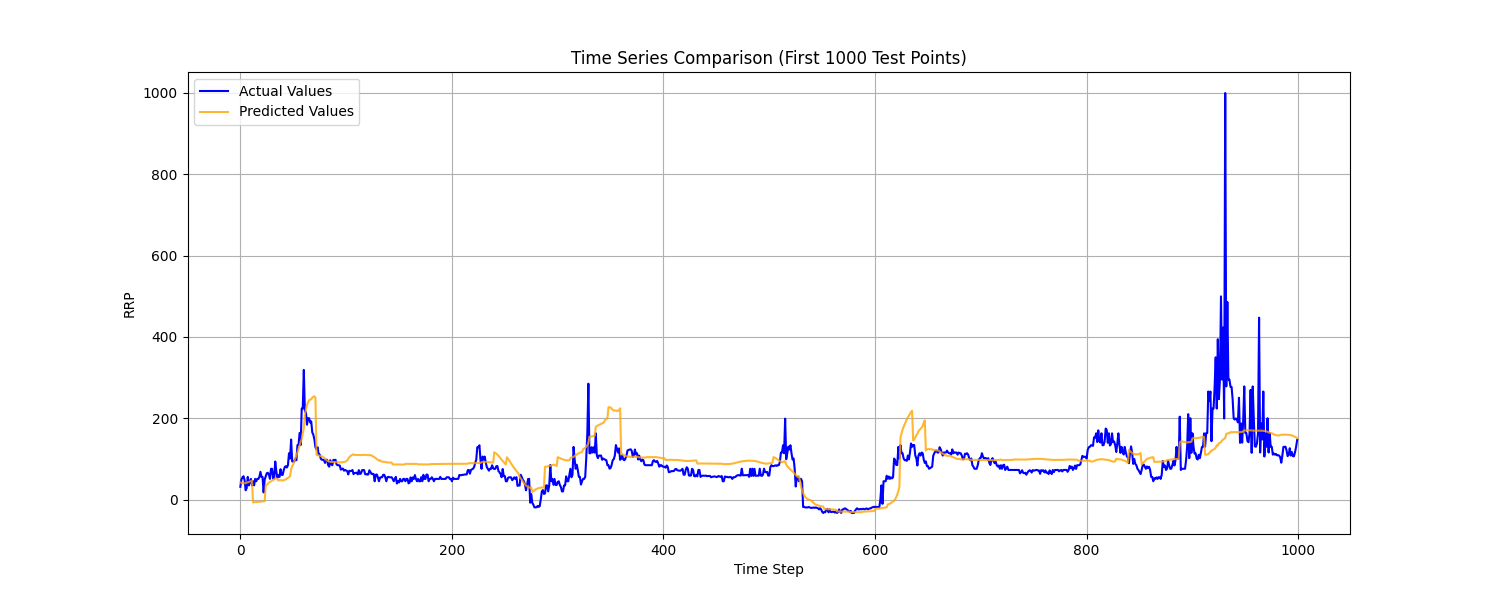 Time Series Comparison (First 1000 Test Points)
Actual Values
Predicted Values
1000
800
600
400
200
0
RRP
0 200 400 600 800 1000
Time Step